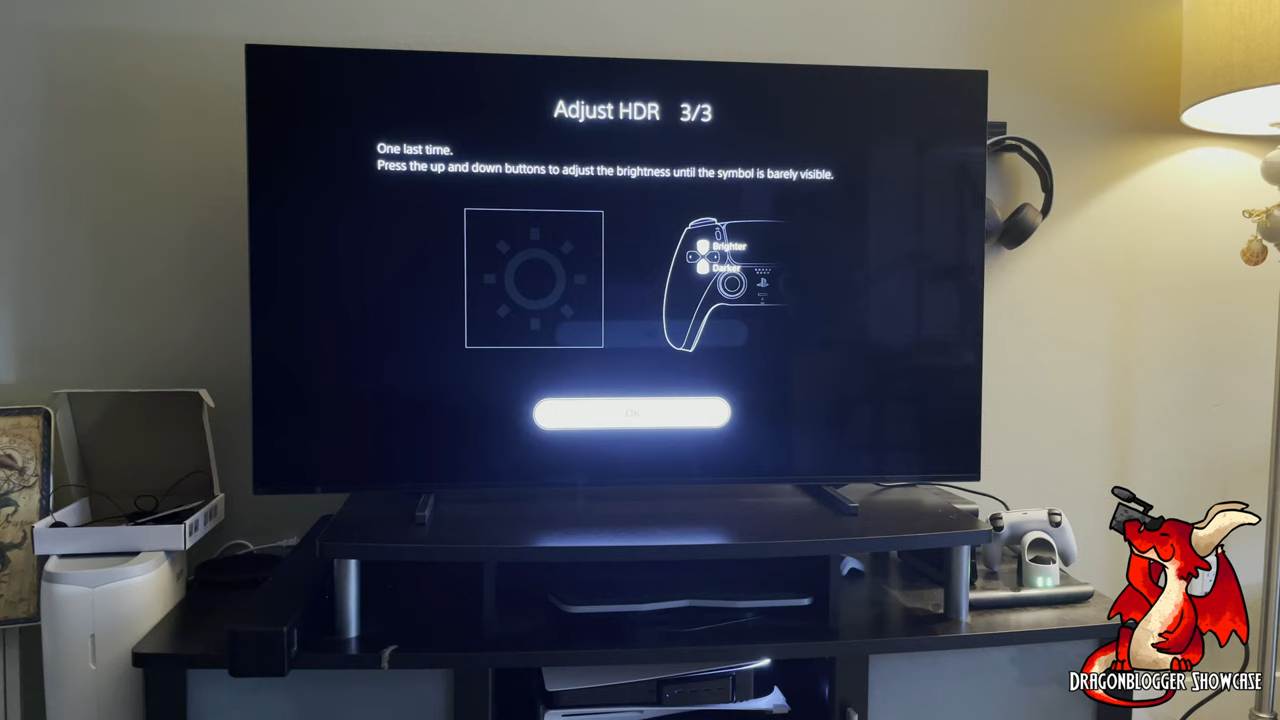 Adjust HDR 3/3
One last time.
Press the up and down buttons to adjust the brightness until the symbol is barely visible.
Brighter
Darker
OK
DRAGONBLOGGER SHOWCASE